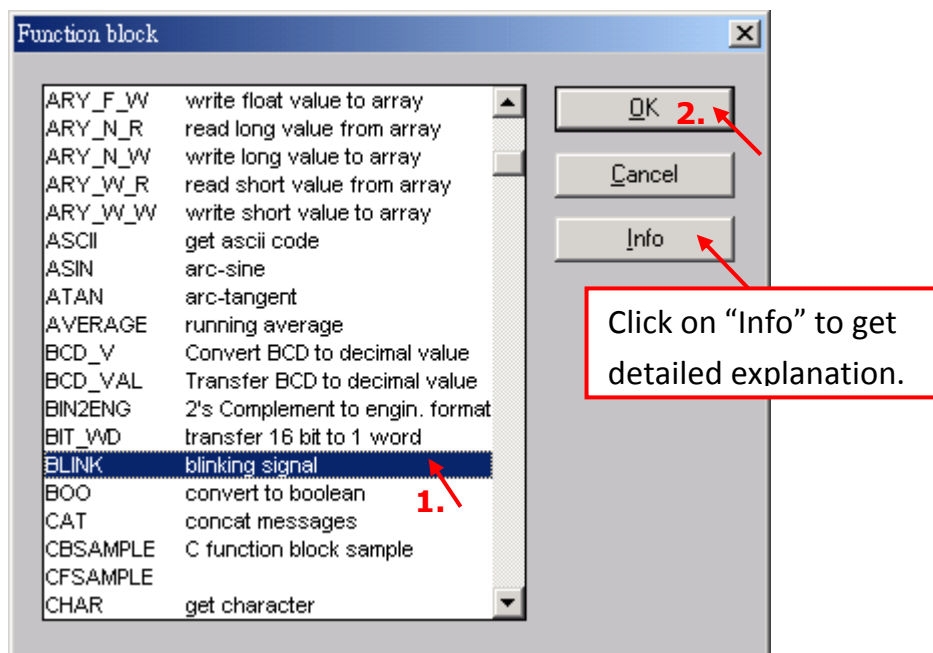 Function block
ARY_F_W write float value to array
ARY_N_R read long value from array
ARY_N_W write long value to array
ARY_W_R read short value from array
ARY_W_W write short value to array
ASCII get ascii code
ASIN arc-sine
ATAN arc-tangent
AVERAGE running average
BCD_V Convert BCD to decimal value
BCD_VAL Transfer BCD to decimal value
BIN2ENG 2's Complement to engin. format
BIT_WD transfer 16 bit to 1 word
BLINK blinking signal
1.
BOO convert to boolean
CAT concat messages
CBSAMPLE C function block sample
CFSAMPLE
CHAR get character
OK
2.
Cancel
Info
Click on “Info” to get
detailed explanation.